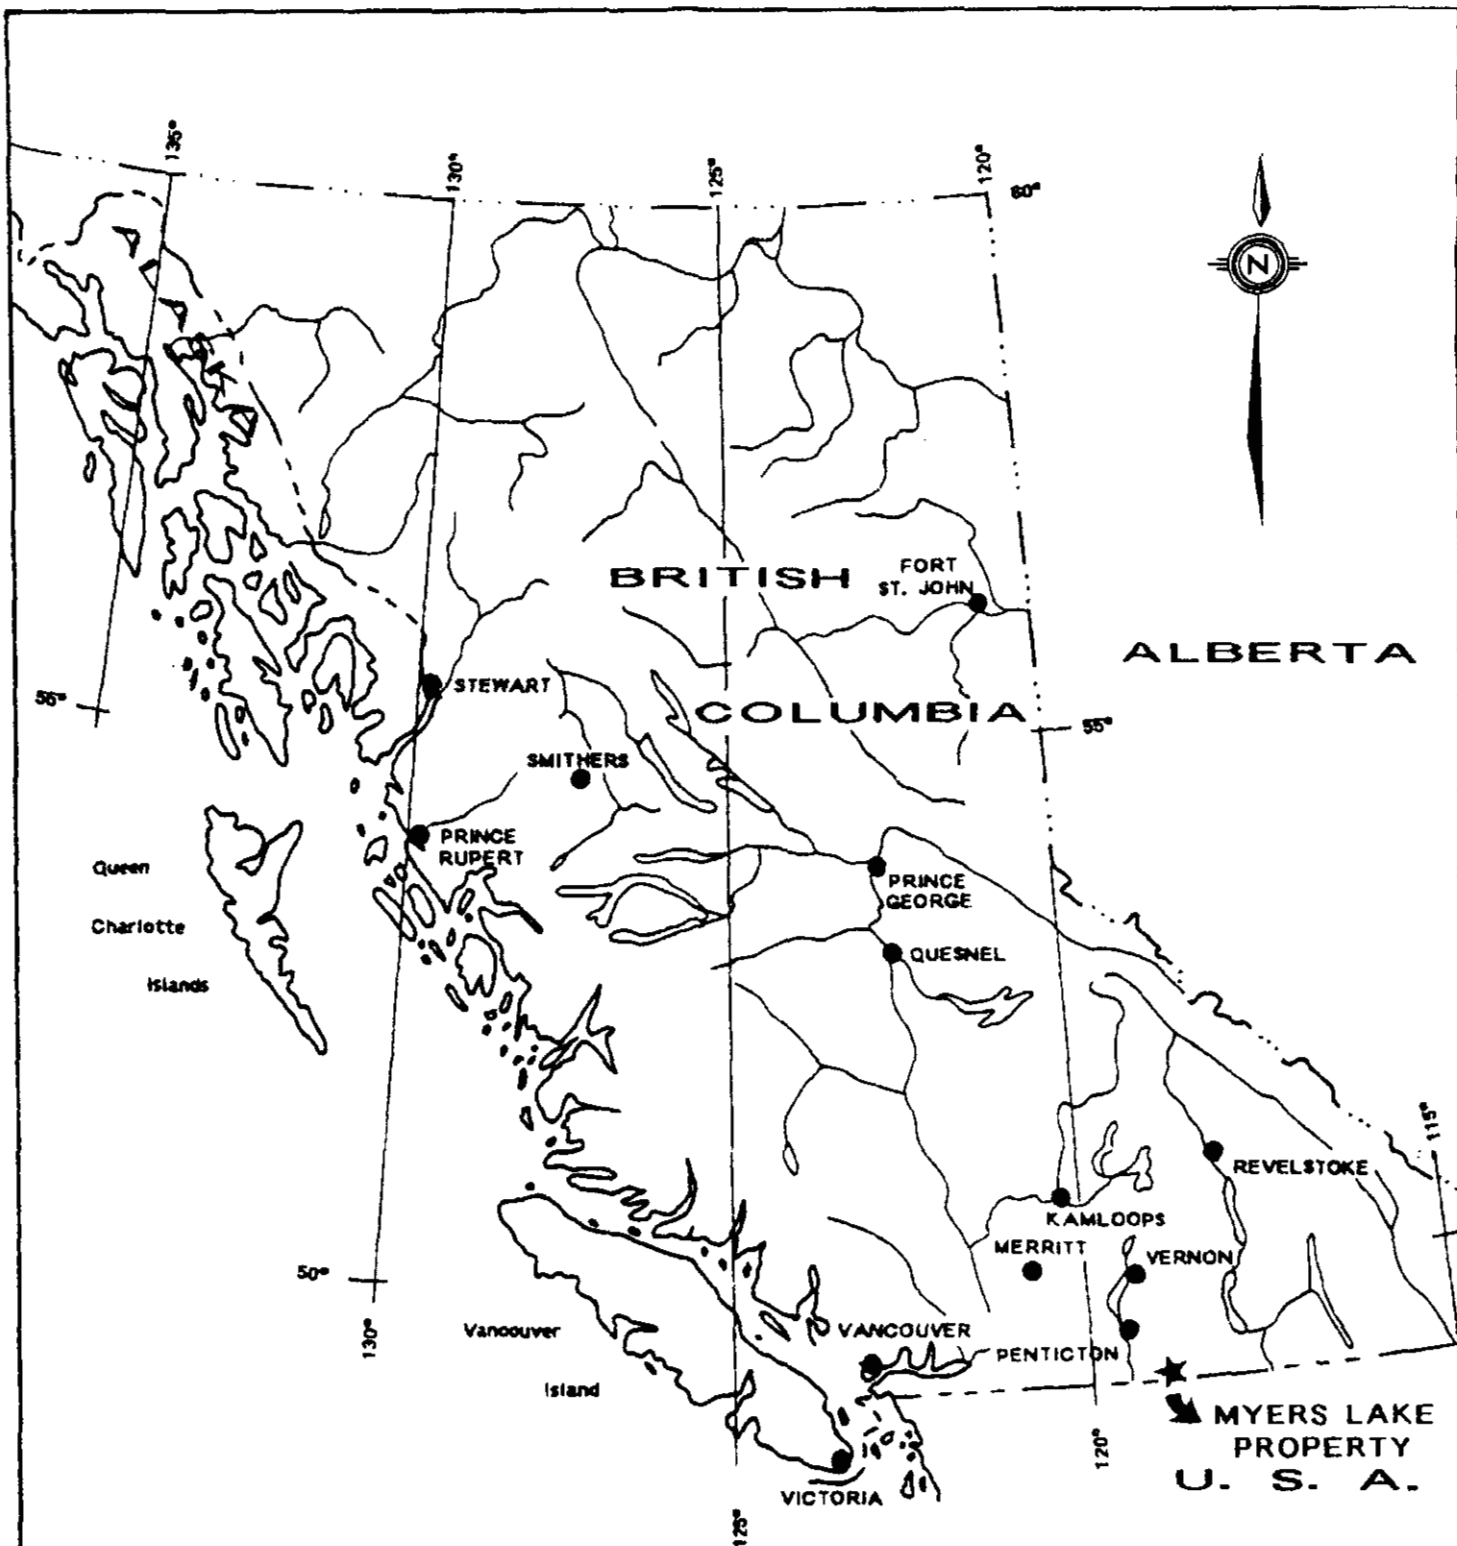 135°
130°
125°
120°
60°
N
BRITISH
FORT
ST. JOHN
ALBERTA
55°
STEWART
COLUMBIA
55°
SMITHERS
PRINCE
RUPERT
Queen
PRINCE
GEORGE
Charlotte
QUESNEL
Islands
115°
REVELSTOKE
KAMLOOPS
MERRITT
VERNON
50°
130°
Vancouver
VANCOUVER
PENTICTON
Island
MYERS LAKE
PROPERTY
120°
U. S. A.
VICTORIA
125°